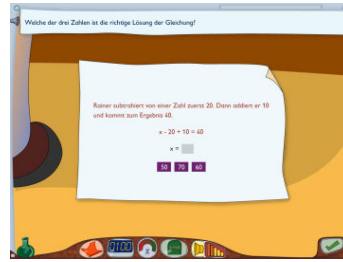 Welche der drei Zahlen ist die richtige Lösung der Gleichung?
Rainer subtrahiert von einer Zahl zuerst 20. Dann addiert er 10
und kommt zum Ergebnis 40.
x - 20 + 10 = 40
x =
50 70 60